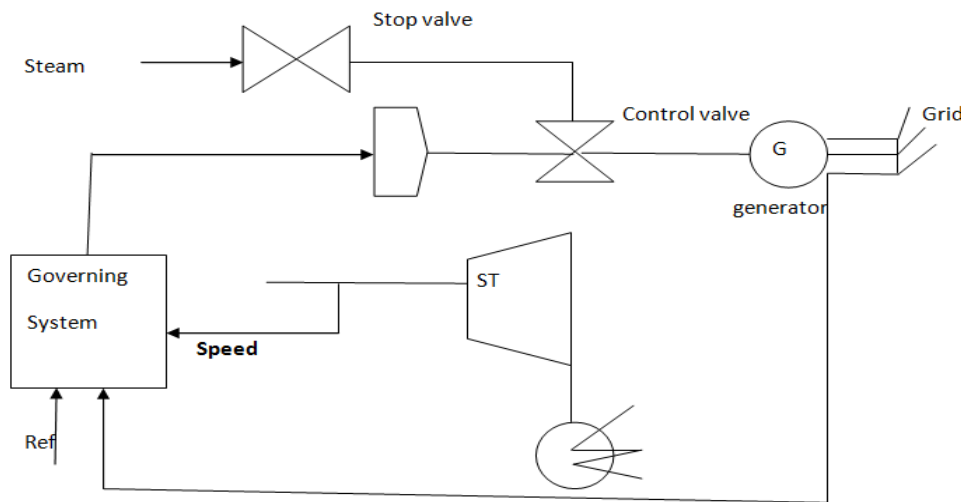 Stop valve
Steam
Control valve
Grid
G
generator
Governing
System
ST
Speed
Ref